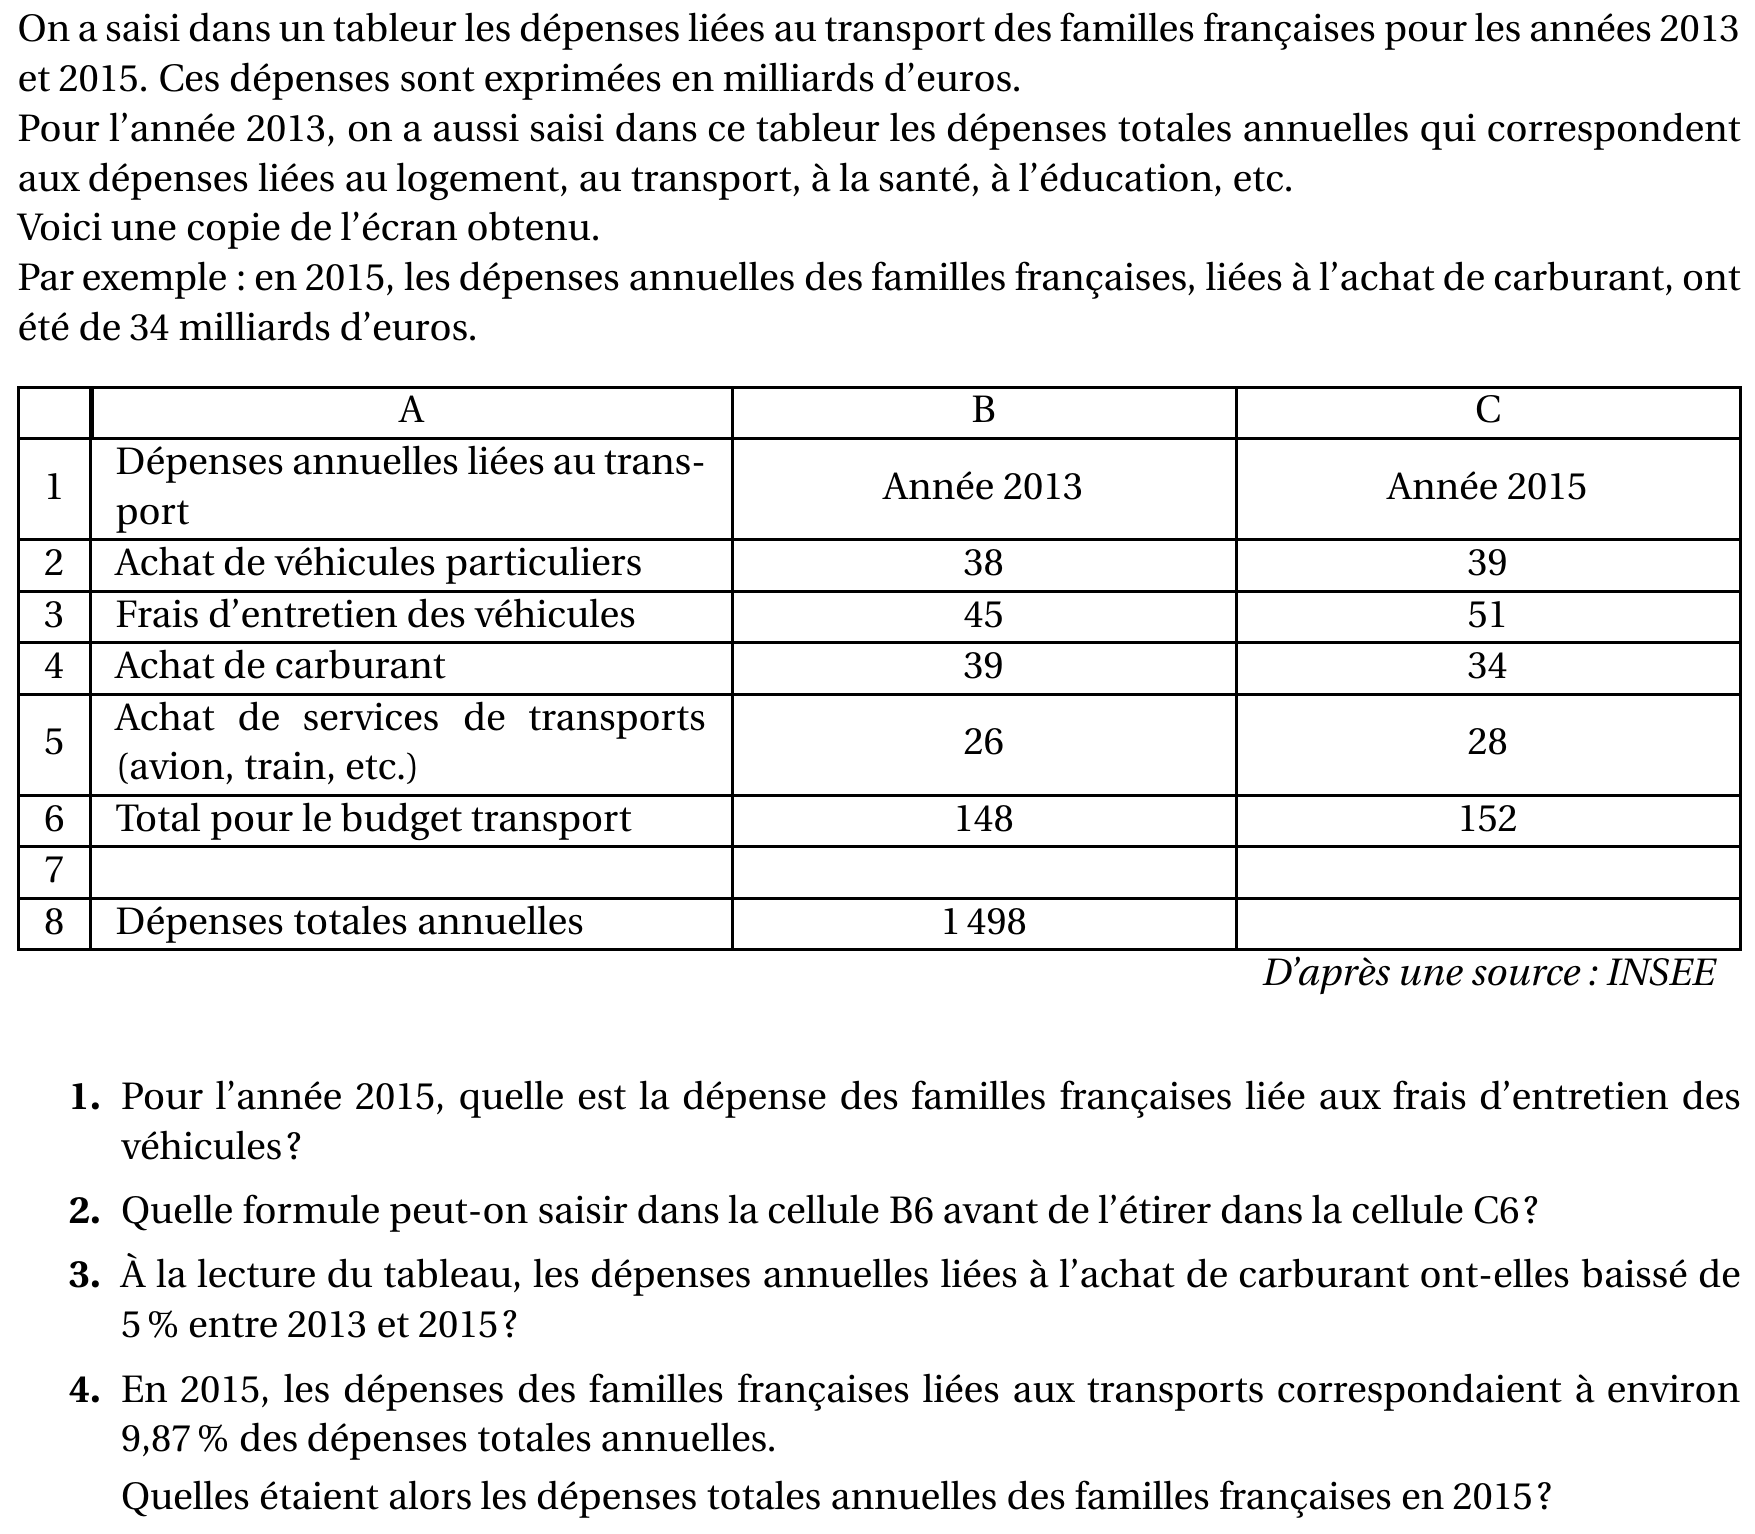 On a saisi dans un tableur les dépenses liées au transport des familles françaises pour les années 2013
et 2015. Ces dépenses sont exprimées en milliards d’euros.
Pour l’année 2013, on a aussi saisi dans ce tableur les dépenses totales annuelles qui correspondent
aux dépenses liées au logement, au transport, à la santé, à l’éducation, etc.
Voici une copie de l’écran obtenu.
Par exemple : en 2015, les dépenses annuelles des familles françaises, liées à l’achat de carburant, ont
été de 34 milliards d’euros.
A B C
1 Dépenses annuelles liées au trans-
port Année 2013 Année 2015
2 Achat de véhicules particuliers 38 39
3 Frais d’entretien des véhicules 45 51
4 Achat de carburant 39 34
5 Achat de services de transports
(avion, train, etc.) 26 28
6 Total pour le budget transport 148 152
7
8 Dépenses totales annuelles 1 498
D’après une source : INSEE
1. Pour l’année 2015, quelle est la dépense des familles françaises liée aux frais d’entretien des
véhicules ?
2. Quelle formule peut-on saisir dans la cellule B6 avant de l’étirer dans la cellule C6 ?
3. À la lecture du tableau, les dépenses annuelles liées à l’achat de carburant ont-elles baissé de
5 % entre 2013 et 2015 ?
4. En 2015, les dépenses des familles françaises liées aux transports correspondaient à environ
9,87 % des dépenses totales annuelles.
Quelles étaient alors les dépenses totales annuelles des familles françaises en 2015 ?